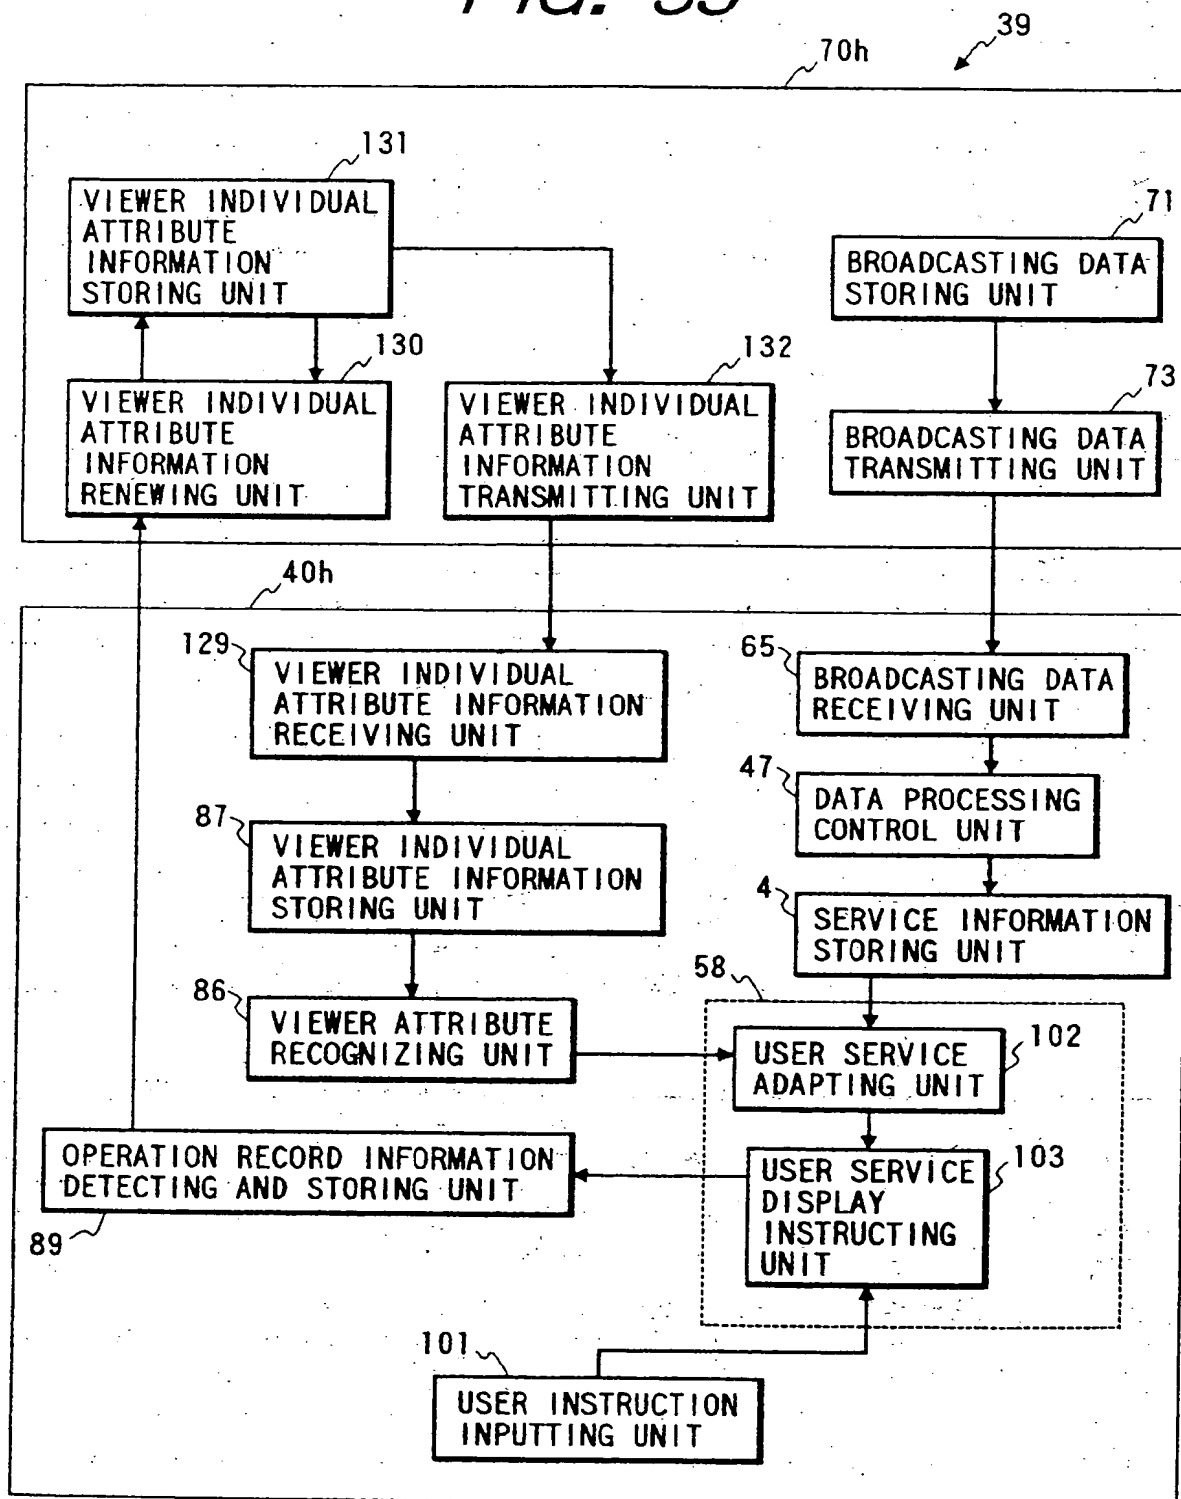 39
70h
131
VIEWER INDIVIDUAL
ATTRIBUTE
INFORMATION
STORING UNIT
71
BROADCASTING DATA
STORING UNIT
130
VIEWER INDIVIDUAL
ATTRIBUTE
INFORMATION
RENEWING UNIT
132
VIEWER INDIVIDUAL
ATTRIBUTE
INFORMATION
TRANSMITTING UNIT
73
BROADCASTING DATA
TRANSMITTING UNIT
40h
129
VIEWER INDIVIDUAL
ATTRIBUTE INFORMATION
RECEIVING UNIT
65
BROADCASTING DATA
RECEIVING UNIT
47
DATA PROCESSING
CONTROL UNIT
87
VIEWER INDIVIDUAL
ATTRIBUTE INFORMATION
STORING UNIT
4
SERVICE INFORMATION
STORING UNIT
58
86
VIEWER ATTRIBUTE
RECOGNIZING UNIT
102
USER SERVICE
ADAPTING UNIT
OPERATION RECORD INFORMATION
DETECTING AND STORING UNIT
89
103
USER SERVICE
DISPLAY
INSTRUCTING
UNIT
101
USER INSTRUCTION
INPUTTING UNIT